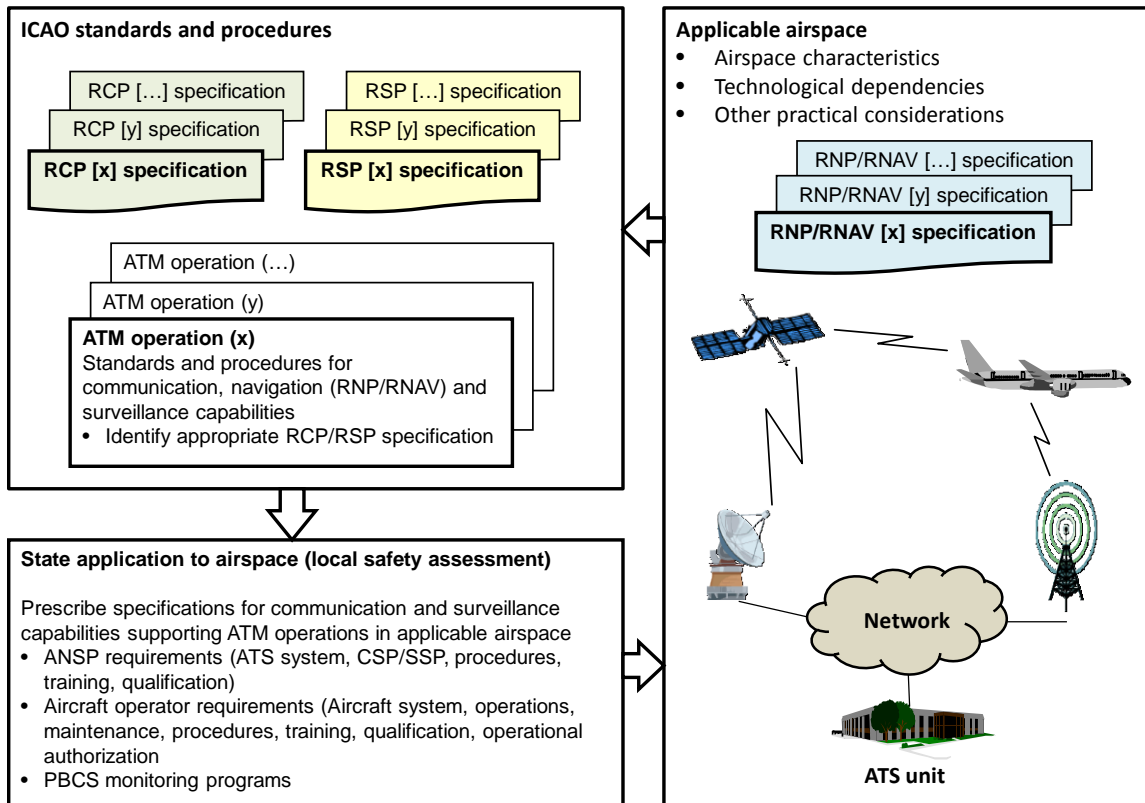 ICAO standards and procedures
RCP […] specification
RCP [y] specification
RCP [x] specification
RSP […] specification
RSP [y] specification
RSP [x] specification
ATM operation (…)
ATM operation (y)
ATM operation (x)
Standards and procedures for
communication, navigation (RNP/RNAV) and
surveillance capabilities
• Identify appropriate RCP/RSP specification
State application to airspace (local safety assessment)
Prescribe specifications for communication and surveillance
capabilities supporting ATM operations in applicable airspace
• ANSP requirements (ATS system, CSP/SSP, procedures,
training, qualification)
• Aircraft operator requirements (Aircraft system, operations,
maintenance, procedures, training, qualification, operational
authorization
• PBCS monitoring programs
Applicable airspace
• Airspace characteristics
• Technological dependencies
• Other practical considerations
RNP/RNAV […] specification
RNP/RNAV [y] specification
RNP/RNAV [x] specification
Network
ATS unit